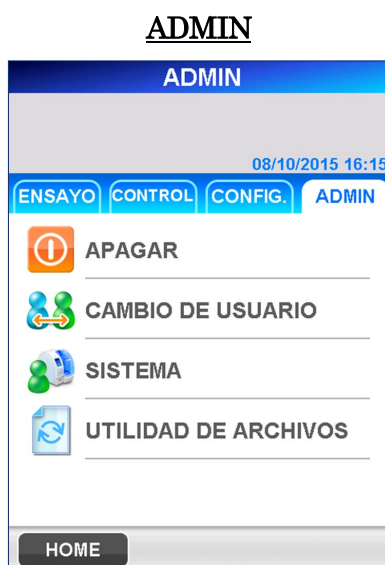 ADMIN
ADMIN
08/10/2015 16:15
ENSAYO CONTROL CONFIG. ADMIN
APAGAR
CAMBIO DE USUARIO
SISTEMA
UTILIDAD DE ARCHIVOS
HOME